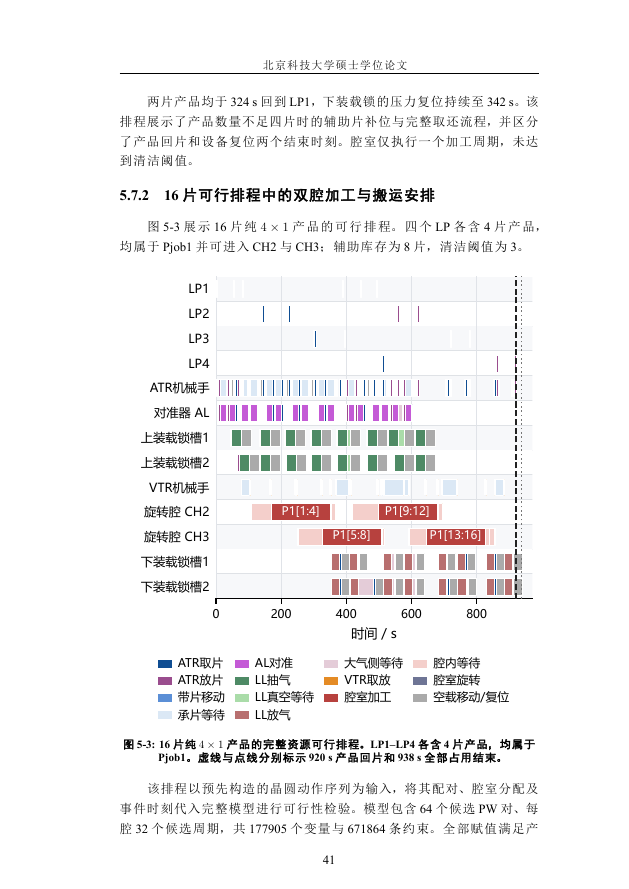 北京科技大学硕士学位论文
两片产品均于 324 s 回到 LP1，下装载锁的压力复位持续至 342 s。该
排程展示了产品数量不足四片时的辅助片补位与完整取还流程，并区分
了产品回片和设备复位两个结束时刻。腔室仅执行一个加工周期，未达
到清洁阈值。
5.7.2 16 片可行排程中的双腔加工与搬运安排
图 5-3 展示 16 片纯 4 × 1 产品的可行排程。四个 LP 各含 4 片产品，
均属于 Pjob1 并可进入 CH2 与 CH3；辅助库存为 8 片，清洁阈值为 3。
LP1
LP2
LP3
LP4
ATR机械手
对准器 AL
上装载锁槽1
上装载锁槽2
VTR机械手
旋转腔 CH2
P1[1:4] P1[9:12]
旋转腔 CH3
P1[5:8] P1[13:16]
下装载锁槽1
下装载锁槽2
0 200 400 600 800
时间 / s
ATR取片 AL对准 大气侧等待 腔内等待
ATR放片 LL抽气 VTR取放 腔室旋转
带片移动 LL真空等待 腔室加工 空载移动/复位
承片等待 LL放气
图 5-3: 16 片纯 4 × 1 产品的完整资源可行排程。LP1–LP4 各含 4 片产品，均属于
Pjob1。虚线与点线分别标示 920 s 产品回片和 938 s 全部占用结束。
该排程以预先构造的晶圆动作序列为输入，将其配对、腔室分配及
事件时刻代入完整模型进行可行性检验。模型包含 64 个候选 PW 对、每
腔 32 个候选周期，共 177905 个变量与 671864 条约束。全部赋值满足产
41